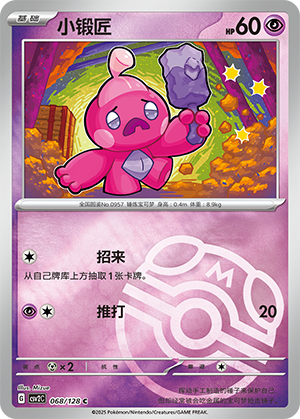 基础
小锻匠
HP60
全国图鉴No.0957 锤炼宝可梦 身高：0.4m 体重：8.9kg
招来
从自己牌库上方抽取1张卡牌。
推打 20
M
弱点 ×2 抗性 撤退
Illus. Mizue
G CSV2C 068/128 C
©2025 Pokémon/Nintendo/Creatures/GAME FREAK.